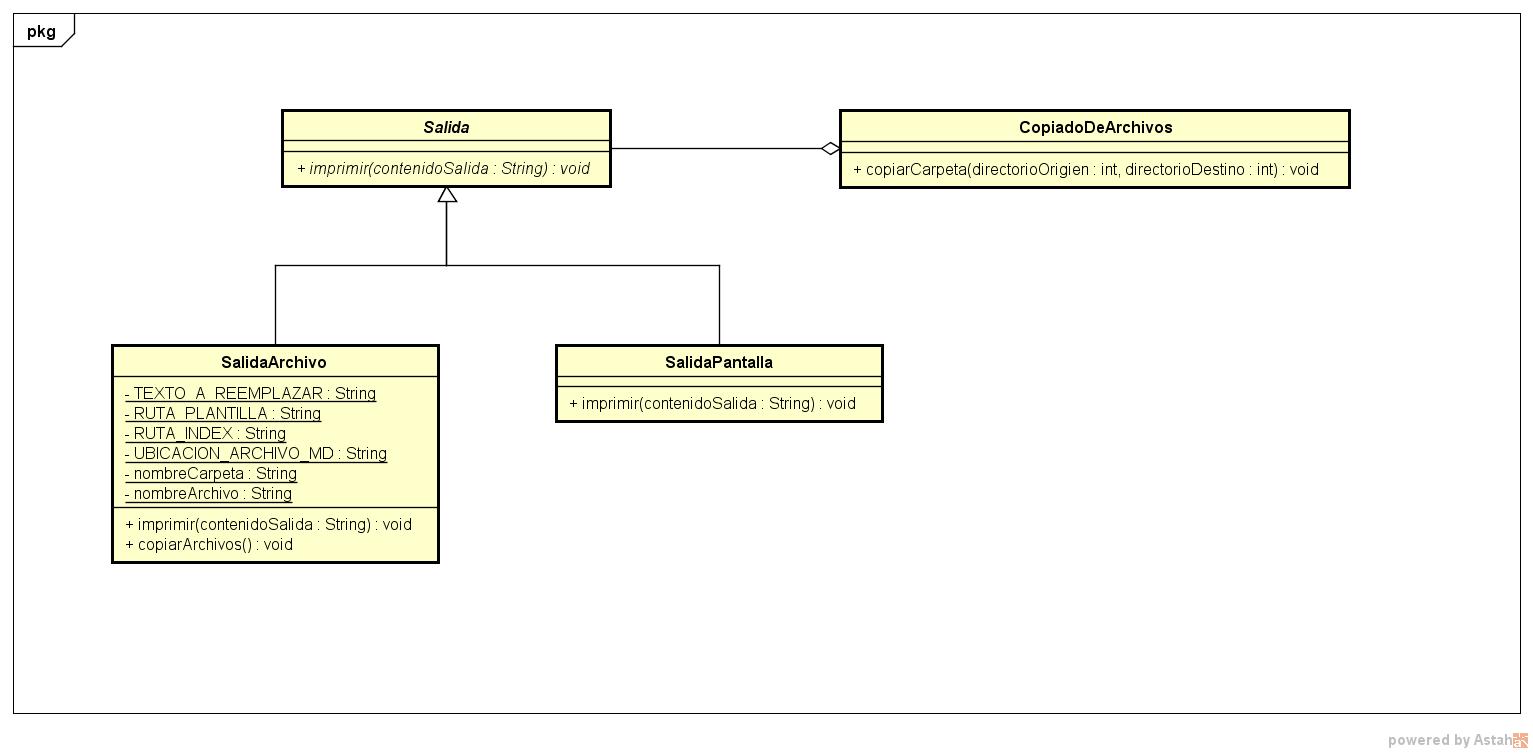 pkg
Salida
+ imprimir(contenidoSalida : String) : void
CopiadoDeArchivos
+ copiarCarpeta(directorioOrigien : int, directorioDestino : int) : void
SalidaArchivo
- TEXTO_A_REEMPLAZAR : String
- RUTA_PLANTILLA : String
- RUTA_INDEX : String
- UBICACION_ARCHIVO_MD : String
- nombreCarpeta : String
- nombreArchivo : String
+ imprimir(contenidoSalida : String) : void
+ copiarArchivos() : void
SalidaPantalla
+ imprimir(contenidoSalida : String) : void
powered by Astah